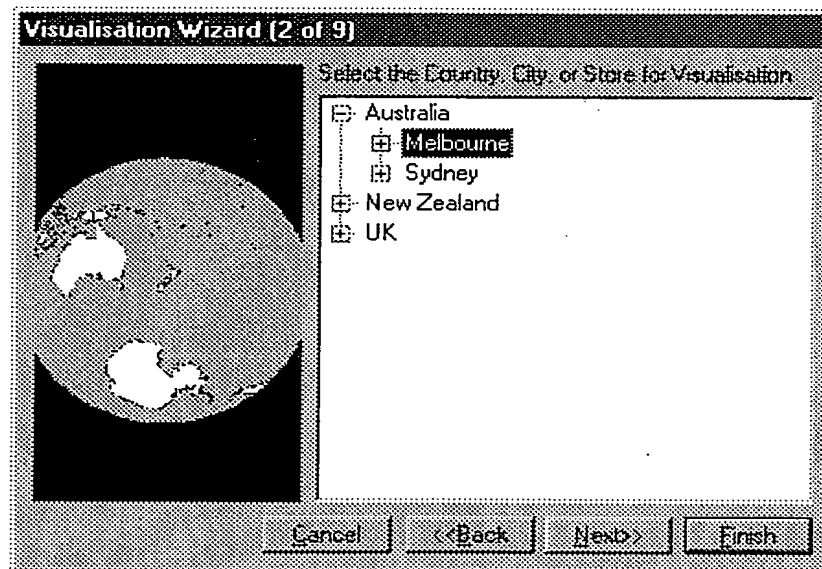 Visualisation Wizard (2 of 9)
Select the Country, City, or Store for Visualisation
Australia
Melbourne
Sydney
New Zealand
UK
Cancel
<<Back
Next>>
Finish